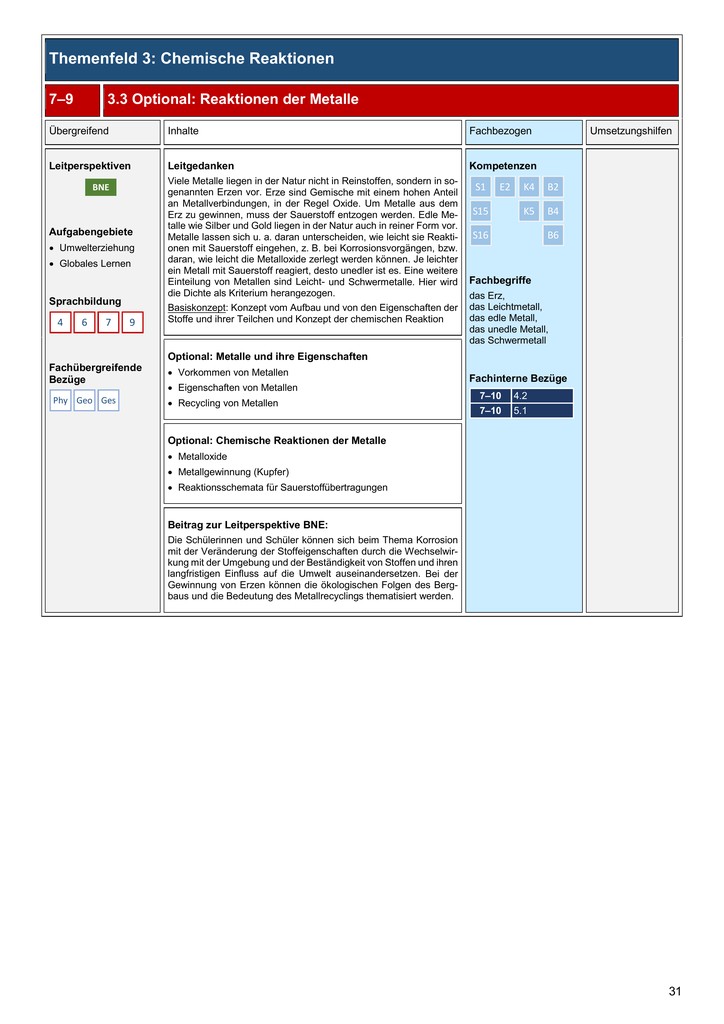 Themenfeld 3: Chemische Reaktionen
7–9
3.3 Optional: Reaktionen der Metalle
Übergreifend
Inhalte
Fachbezogen
Umsetzungshilfen
Leitperspektiven
BNE
Aufgabengebiete
• Umwelterziehung
• Globales Lernen
Sprachbildung
4 6 7 9
Fachübergreifende
Bezüge
Phy Geo Ges
Leitgedanken
Viele Metalle liegen in der Natur nicht in Reinstoffen, sondern in so-
genannten Erzen vor. Erze sind Gemische mit einem hohen Anteil
an Metallverbindungen, in der Regel Oxide. Um Metalle aus dem
Erz zu gewinnen, muss der Sauerstoff entzogen werden. Edle Me-
talle wie Silber und Gold liegen in der Natur auch in reiner Form vor.
Metalle lassen sich u. a. daran unterscheiden, wie leicht sie Reakti-
onen mit Sauerstoff eingehen, z. B. bei Korrosionsvorgängen, bzw.
daran, wie leicht die Metalloxide zerlegt werden können. Je leichter
ein Metall mit Sauerstoff reagiert, desto unedler ist es. Eine weitere
Einteilung von Metallen sind Leicht- und Schwermetalle. Hier wird
die Dichte als Kriterium herangezogen.
Basiskonzept: Konzept vom Aufbau und von den Eigenschaften der
Stoffe und ihrer Teilchen und Konzept der chemischen Reaktion
Optional: Metalle und ihre Eigenschaften
• Vorkommen von Metallen
• Eigenschaften von Metallen
• Recycling von Metallen
Optional: Chemische Reaktionen der Metalle
• Metalloxide
• Metallgewinnung (Kupfer)
• Reaktionsschemata für Sauerstoffübertragungen
Beitrag zur Leitperspektive BNE:
Die Schülerinnen und Schüler können sich beim Thema Korrosion
mit der Veränderung der Stoffeigenschaften durch die Wechselwir-
kung mit der Umgebung und der Beständigkeit von Stoffen und ihren
langfristigen Einfluss auf die Umwelt auseinandersetzen. Bei der
Gewinnung von Erzen können die ökologischen Folgen des Berg-
baus und die Bedeutung des Metallrecyclings thematisiert werden.
Kompetenzen
S1 E2 K4 B2
S15 K5 B4
S16 B6
Fachbegriffe
das Erz,
das Leichtmetall,
das edle Metall,
das unedle Metall,
das Schwermetall
Fachinterne Bezüge
7–10 4.2
7–10 5.1
31